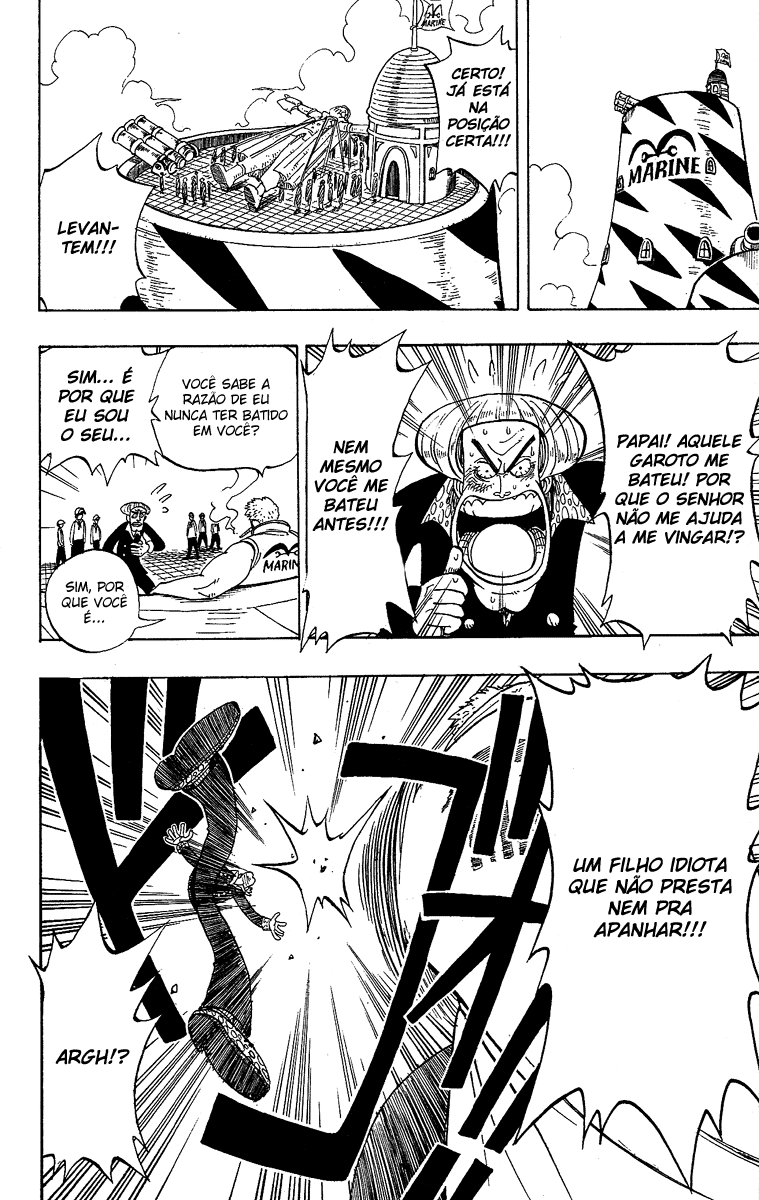 MARINE
MARINE
CERTO!
JÁ ESTÁ
NA
POSIÇÃO
CERTA!!!
LEVAN-
TEM!!!
PAPAI! AQUELE
GAROTO ME
BATEU! POR
QUE O SENHOR
NÃO ME AJUDA
A ME VINGAR!?
NEM
MESMO
VOCÊ ME
BATEU
ANTES!!!
VOCÊ SABE A
RAZÃO DE EU
NUNCA TER BATIDO
EM VOCÊ?
SIM... É
POR QUE
EU SOU
O SEU...
MARINE
SIM, POR
QUE VOCÊ
É...
UM FILHO IDIOTA
QUE NÃO PRESTA
NEM PRA
APANHAR!!!
ARGH!?